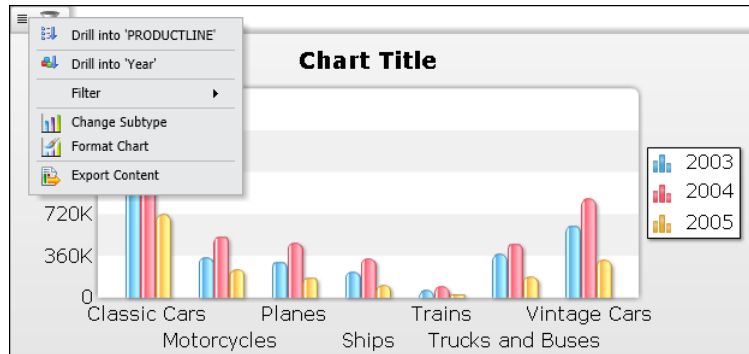 Drill into 'PRODUCTLINE'
Drill into 'Year'
Filter
Change Subtype
Format Chart
Export Content
Chart Title
720K
360K
0
Classic Cars
Motorcycles
Planes
Ships
Trains
Trucks and Buses
Vintage Cars
2003
2004
2005